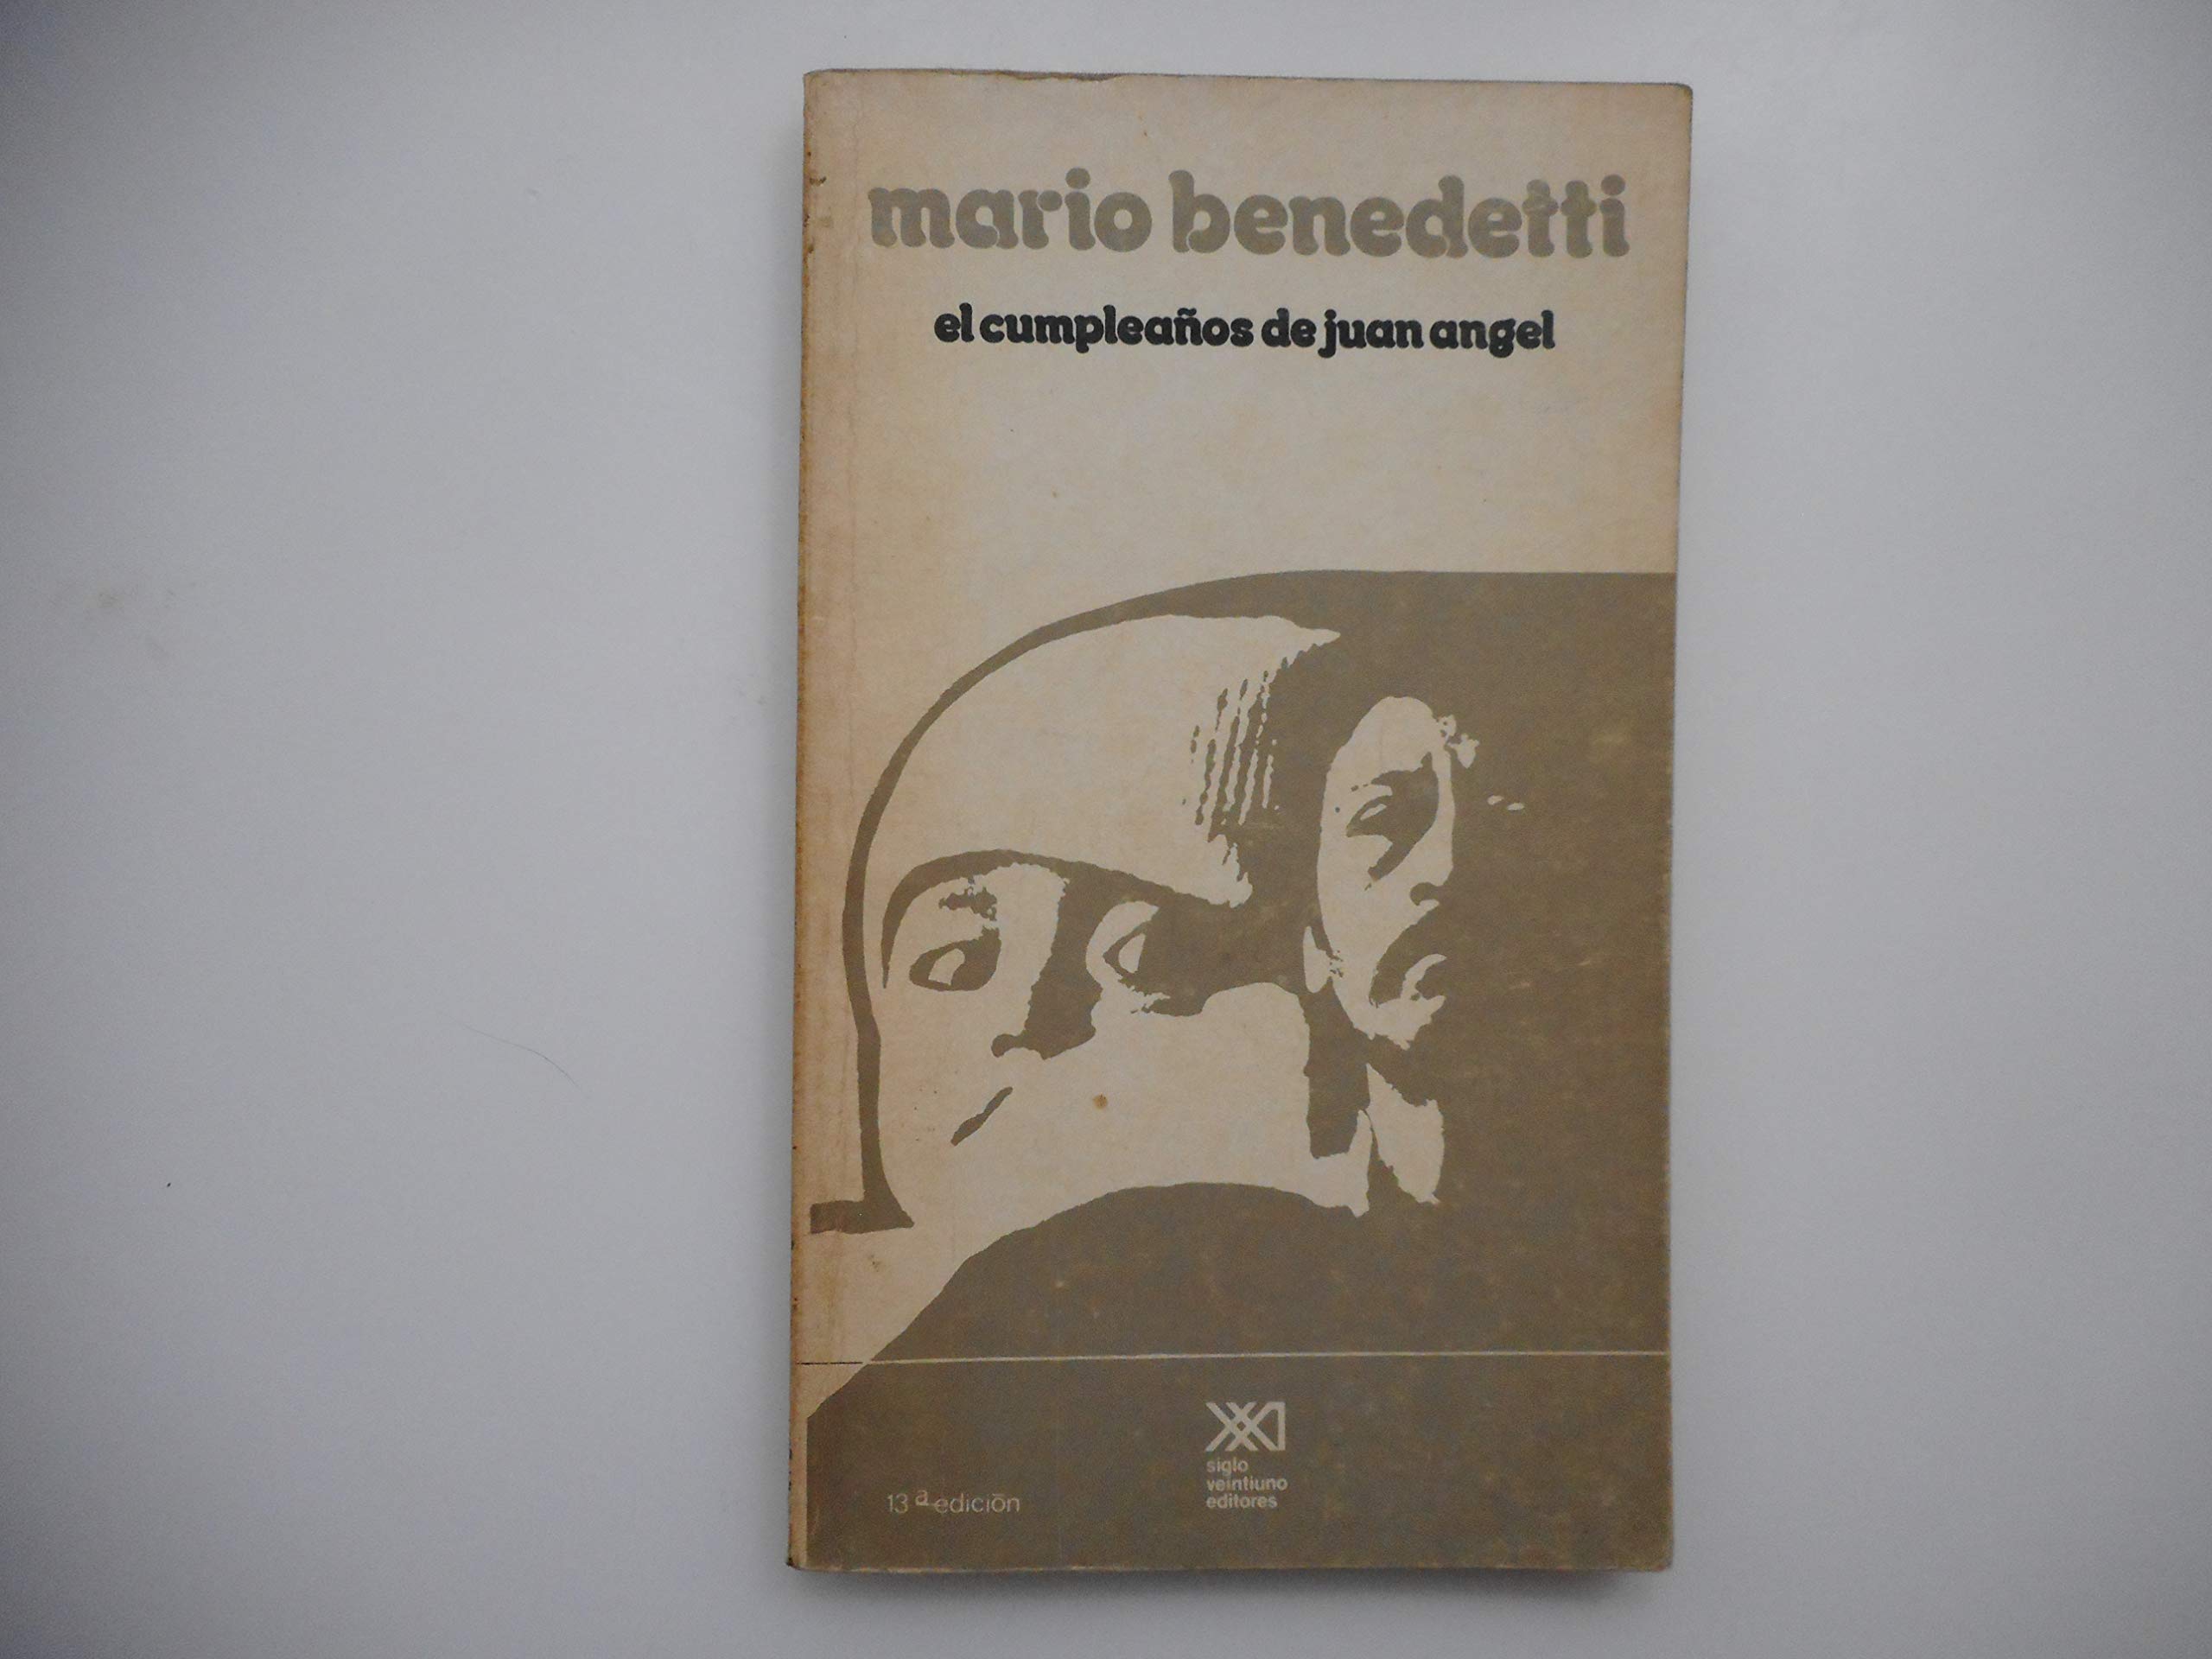 mario benedetti
el cumpleaños de juan angel
siglo
veintiuno
editores
13ª edición